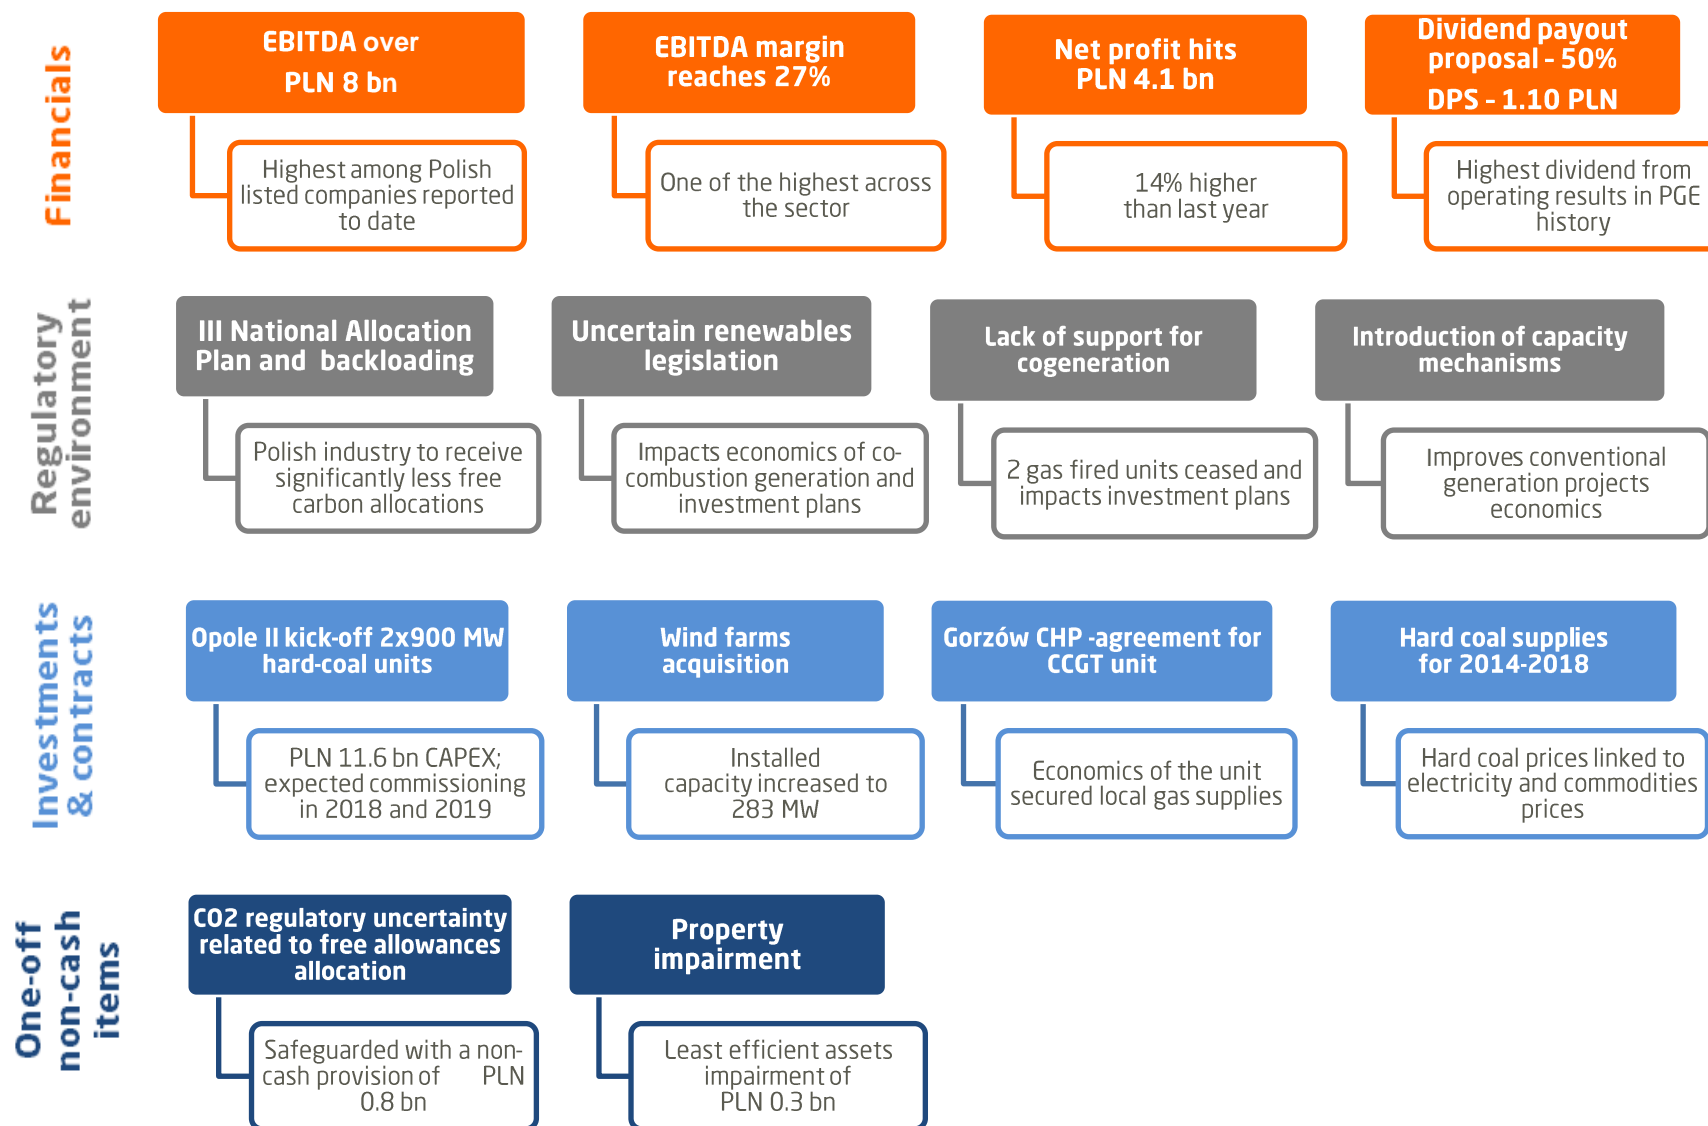 Financials
EBITDA over
PLN 8 bn
Highest among Polish
listed companies reported
to date
EBITDA margin
reaches 27%
One of the highest across
the sector
Net profit hits
PLN 4.1 bn
14% higher
than last year
Dividend payout
proposal – 50%
DPS – 1.10 PLN
Highest dividend from
operating results in PGE
history
Regulatory
environment
III National Allocation
Plan and backloading
Polish industry to receive
significantly less free
carbon allocations
Uncertain renewables
legislation
Impacts economics of co-
combustion generation and
investment plans
Lack of support for
cogeneration
2 gas fired units ceased and
impacts investment plans
Introduction of capacity
mechanisms
Improves conventional
generation projects
economics
Investments
& contracts
Opole II kick-off 2x900 MW
hard-coal units
PLN 11.6 bn CAPEX;
expected commissioning
in 2018 and 2019
Wind farms
acquisition
Installed
capacity increased to
283 MW
Gorzów CHP -agreement for
CCGT unit
Economics of the unit
secured local gas supplies
Hard coal supplies
for 2014-2018
Hard coal prices linked to
electricity and commodities
prices
One-off
non-cash
items
CO2 regulatory uncertainty
related to free allowances
allocation
Safeguarded with a non-
cash provision of PLN
0.8 bn
Property
impairment
Least efficient assets
impairment of
PLN 0.3 bn